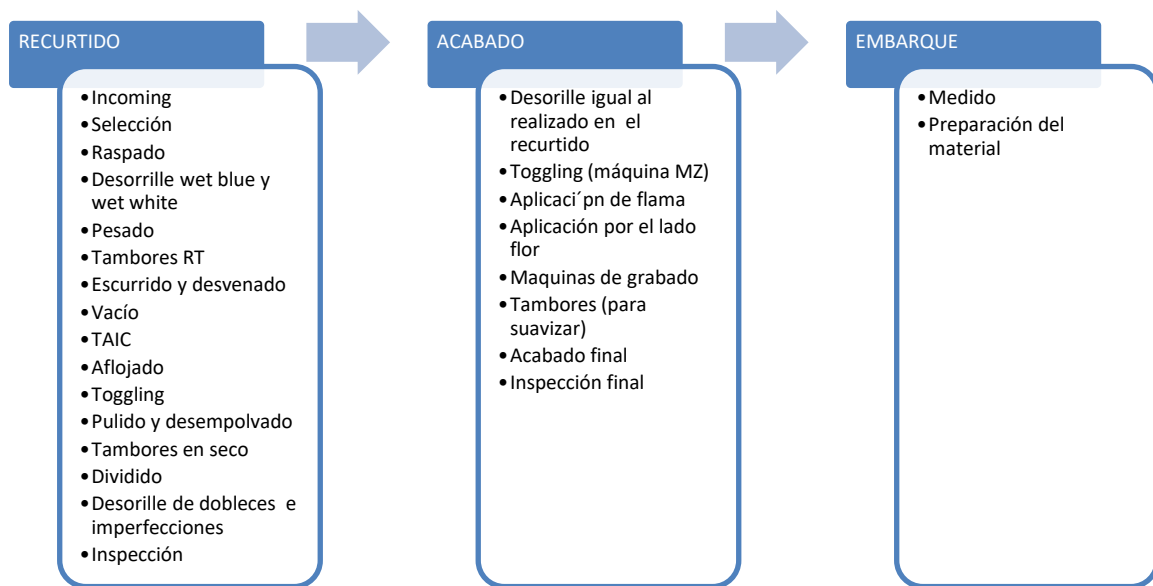 RECURTIDO
•Incoming
•Selección
•Raspado
•Desorrille wet blue y
wet white
•Pesado
•Tambores RT
•Escurrido y desvenado
•Vacío
•TAIC
•Aflojado
•Toggling
•Pulido y desempolvado
•Tambores en seco
•Dividido
•Desorille de dobleces e
imperfecciones
•Inspección
ACABADO
•Desorille igual al
realizado en el
recurtido
•Toggling (máquina MZ)
•Aplicaci´pn de flama
•Aplicación por el lado
flor
•Maquinas de grabado
•Tambores (para
suavizar)
•Acabado final
•Inspección final
EMBARQUE
•Medido
•Preparación del
material